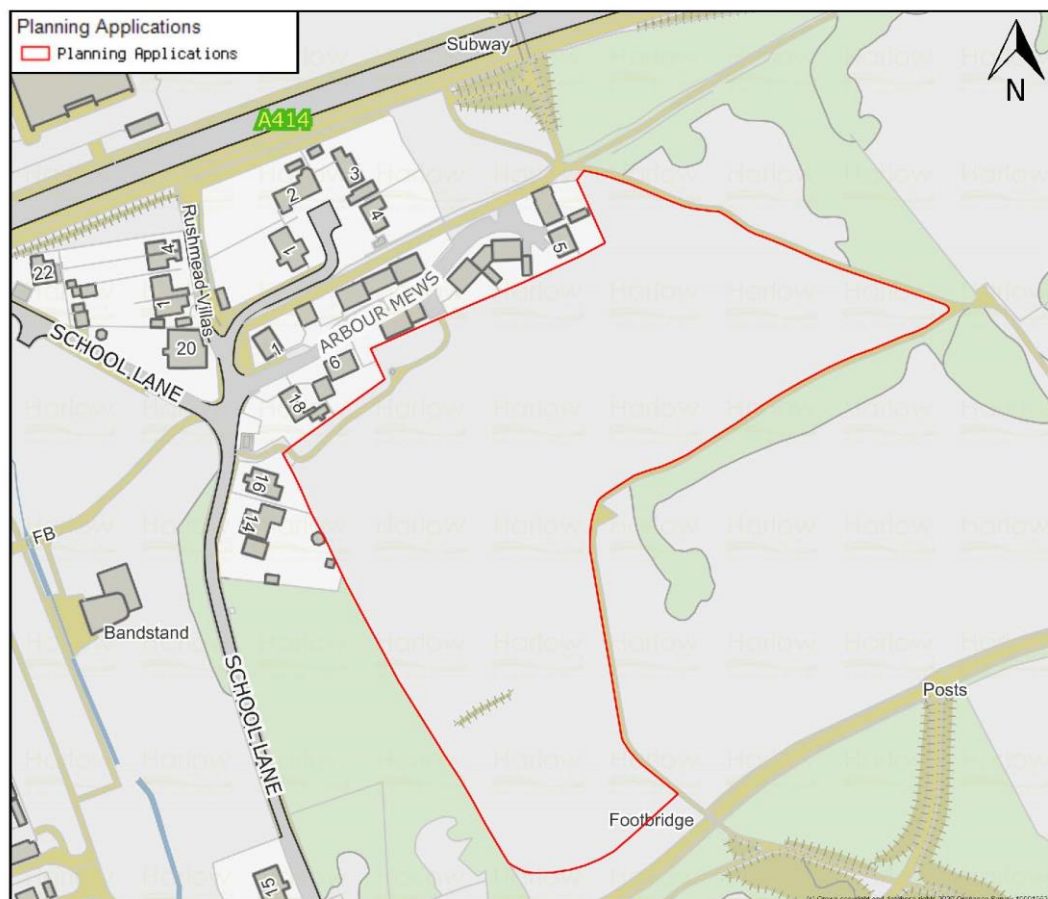 Planning Applications
Planning Applications
N
Subway
A414
3
2
4
1
Rushmead Villas
4
22
1
20
SCHOOL LANE
5
ARBOUR MEWS
1
6
18
16
14
FB
Bandstand
SCHOOL LANE
15
Posts
Footbridge
Harlow